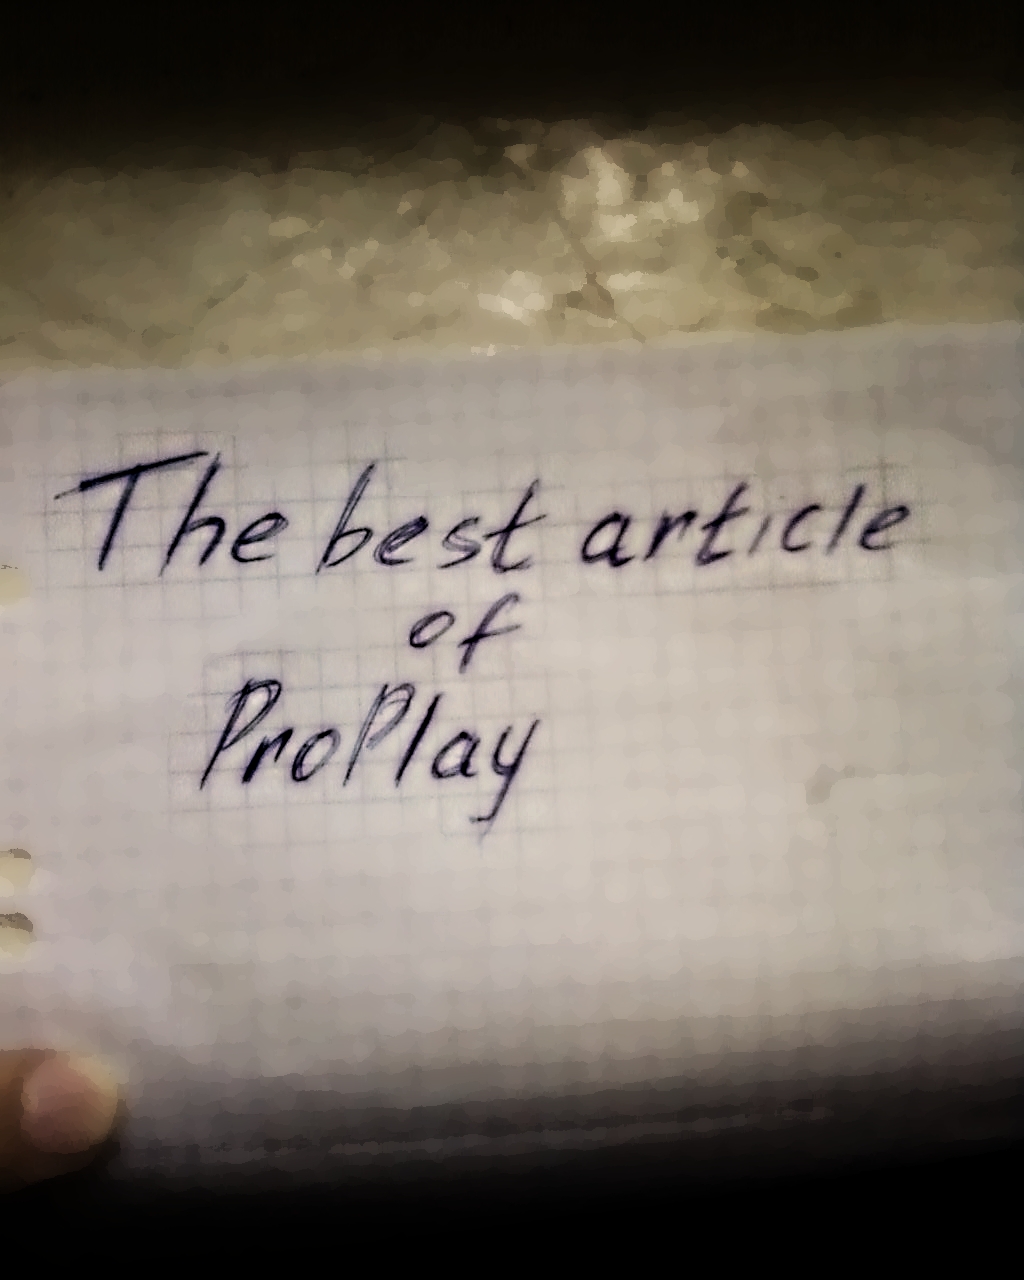 The best article
of
ProPlay